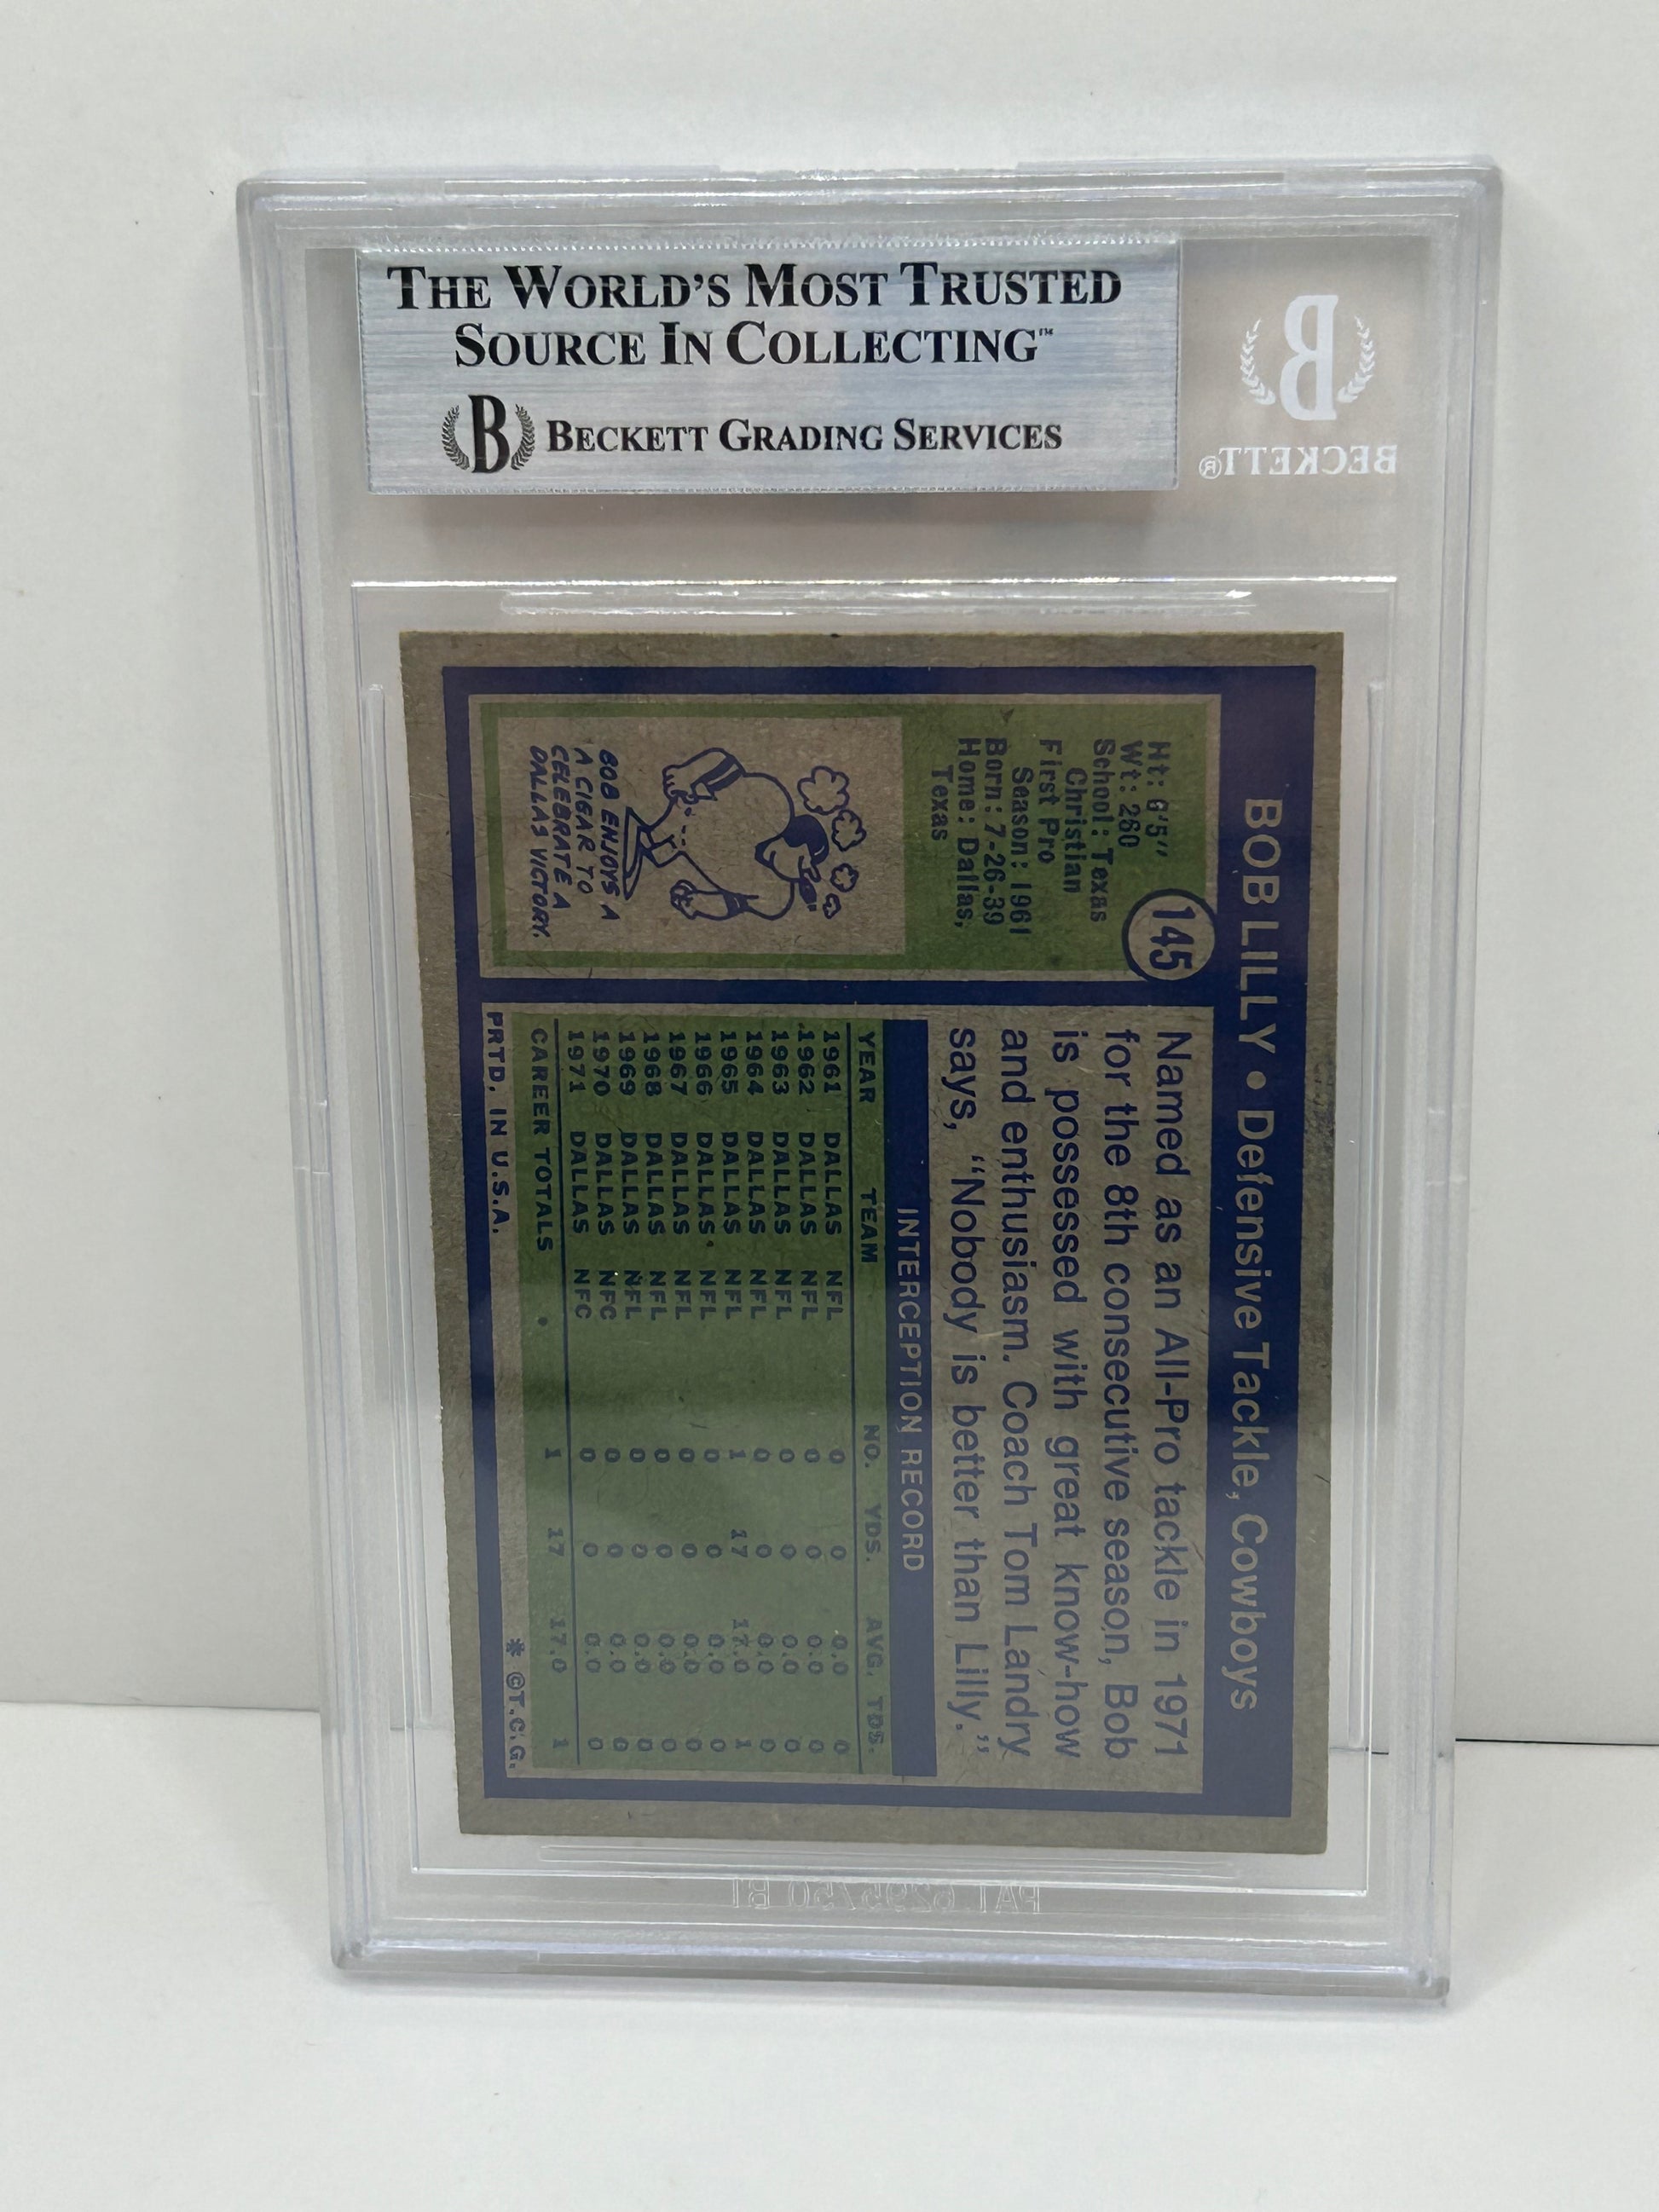 THE WORLD'S MOST TRUSTED
SOURCE IN COLLECTING™
B BECKETT GRADING SERVICES
B
BECKETT®
BOB LILLY • Defensive Tackle, Cowboys
145
Ht: 6'5"
Wt: 260
School: Texas
Christian
First Pro
Season: 1961
Born: 7-26-39
Home: Dallas,
Texas
BOB ENJOYS A
A CIGAR TO
CELEBRATE A
DALLAS VICTORY.
Named as an All-Pro tackle in 1971
for the 8th consecutive season, Bob
is possessed with great know-how
and enthusiasm. Coach Tom Landry
says, "Nobody is better than Lilly."
INTERCEPTION RECORD
YEAR TEAM NO. YDS. AVG. TDS.
1961 DALLAS NFL 0 0 0.0 0
1962 DALLAS NFL 0 0 0.0 0
1963 DALLAS NFL 0 0 0.0 0
1964 DALLAS NFL 0 0 0.0 0
1965 DALLAS NFL 1 17 17.0 1
1966 DALLAS NFL 0 0 0.0 0
1967 DALLAS NFL 0 0 0.0 0
1968 DALLAS NFL 0 0 0.0 0
1969 DALLAS NFL 0 0 0.0 0
1970 DALLAS NFC 0 0 0.0 0
1971 DALLAS NFC 0 0 0.0 0
CAREER TOTALS 1 17 17.0 1
PRTD. IN U.S.A. * ©T.C.G.